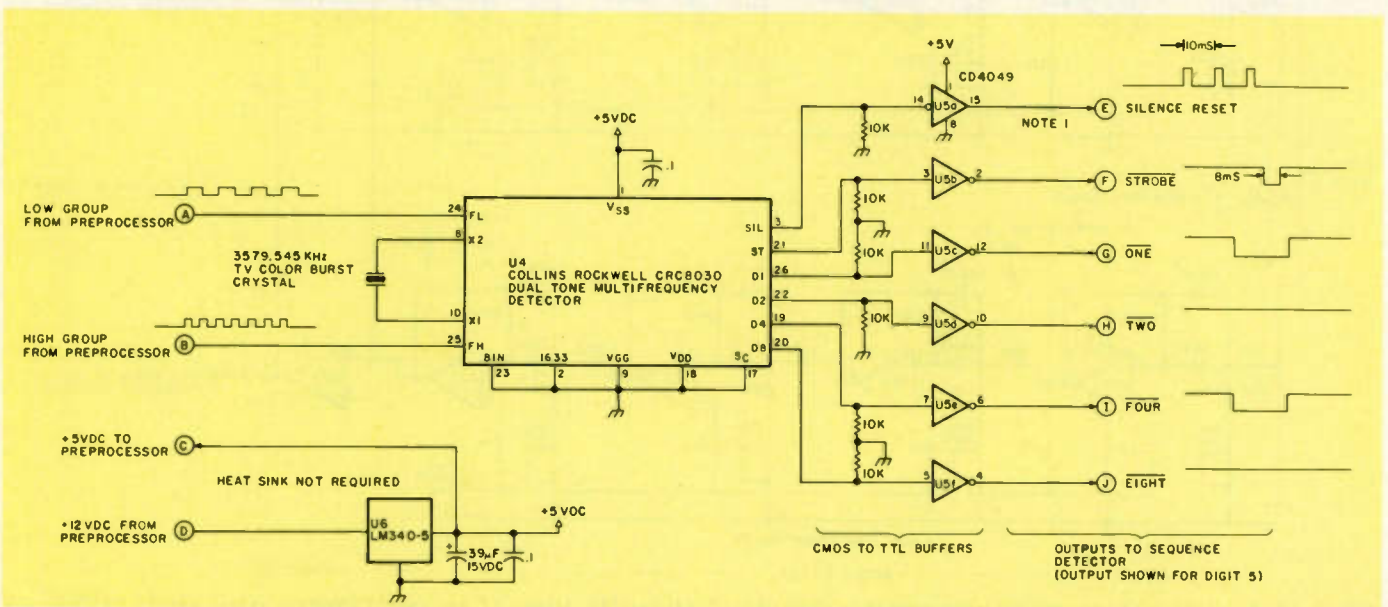 +5V
10mS
CD4049
1
14 U5a 15
8
10K
NOTE 1
E SILENCE RESET
+5VDC
.1
1
VSS
LOW GROUP
FROM PREPROCESSOR A
24 FL
8 X2
3579.545 KHz
TV COLOR BURST
CRYSTAL
10 X1
HIGH GROUP
FROM PREPROCESSOR B
25 FH
U4
COLLINS ROCKWELL CRC8030
DUAL TONE MULTIFREQUENCY
DETECTOR
SIL 3
ST 21
D1 26
D2 22
D4 19
D8 20
BIN 1633 VGG VDD SC
23 2 9 18 17
3 U5b 2
10K
F STROBE
8mS
10K
11 U5c 12
G ONE
10K
9 U5d 10
H TWO
7 U5e 6
10K
I FOUR
10K
5 U5f 4
J EIGHT
+5VDC TO
PREPROCESSOR C
HEAT SINK NOT REQUIRED
+12VDC FROM
PREPROCESSOR D
U6
LM340-5
+5VDC
+ 39µF
15VDC
.1
CMOS TO TTL BUFFERS
OUTPUTS TO SEQUENCE
DETECTOR
(OUTPUT SHOWN FOR DIGIT 5)